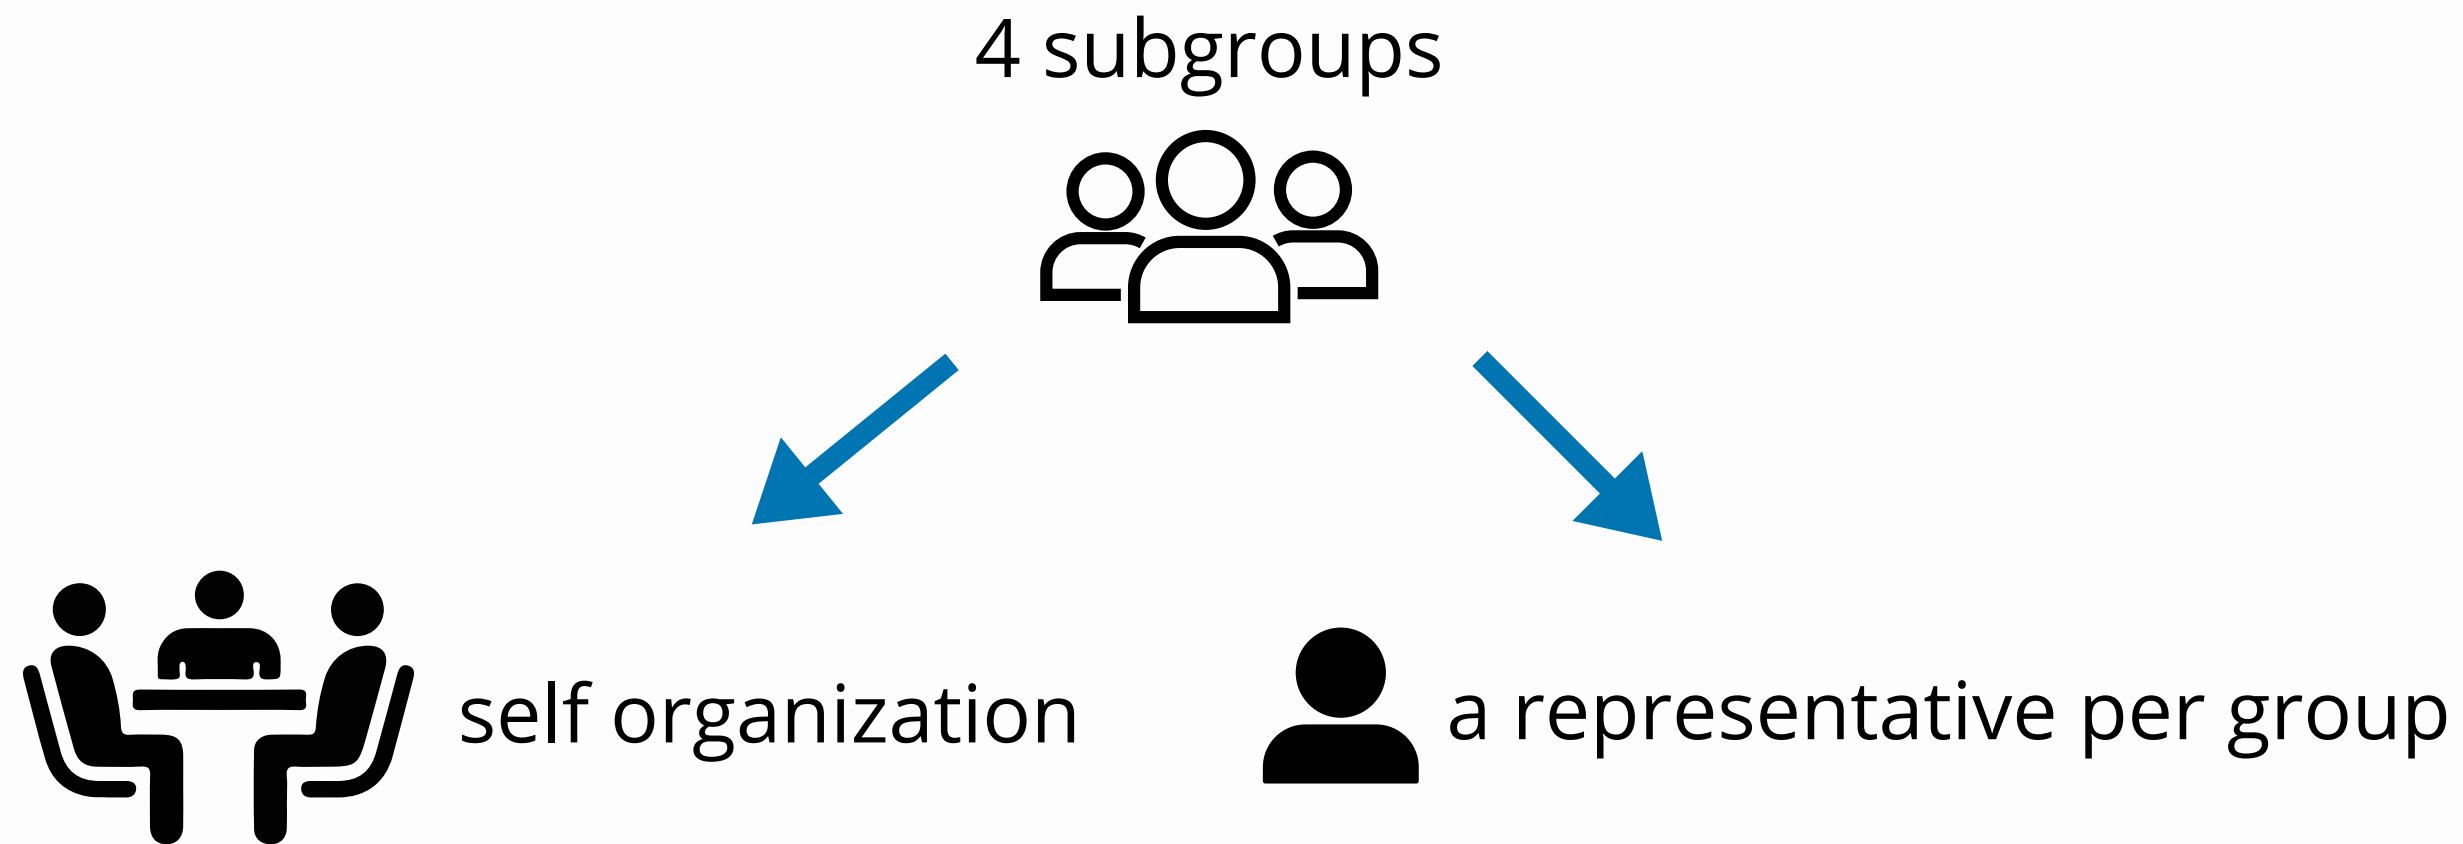 4 subgroups
self organization
a representative per group